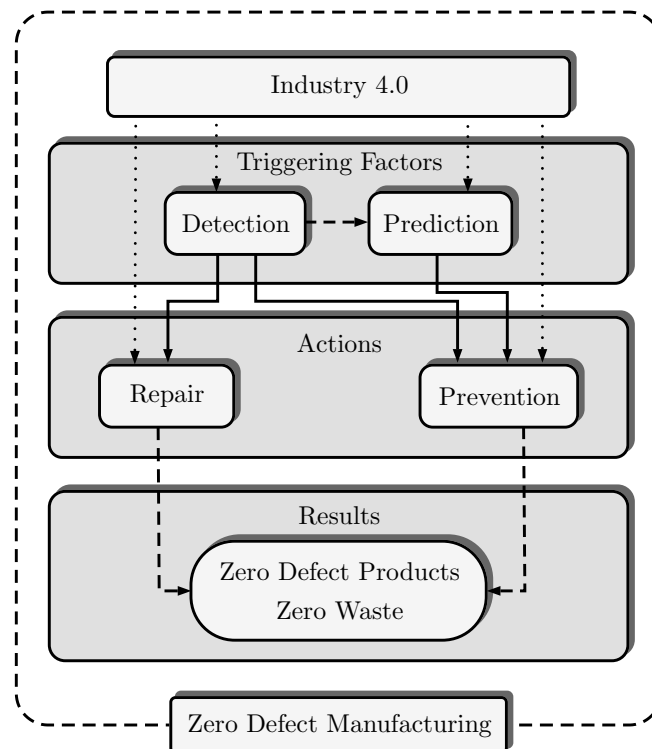 Industry 4.0
Triggering Factors
Detection
Prediction
Actions
Repair
Prevention
Results
Zero Defect Products
Zero Waste
Zero Defect Manufacturing